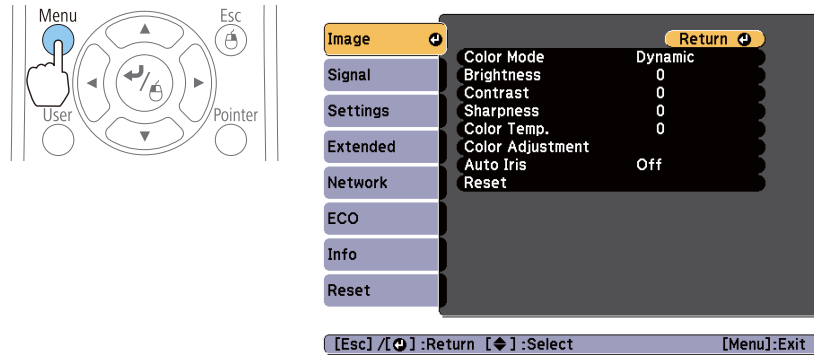 Menu
Esc
User
Pointer
Image
Signal
Settings
Extended
Network
ECO
Info
Reset
Return
Color Mode Dynamic
Brightness 0
Contrast 0
Sharpness 0
Color Temp. 0
Color Adjustment
Auto Iris Off
Reset
[Esc] /[⏎] :Return [◆] :Select [Menu]:Exit